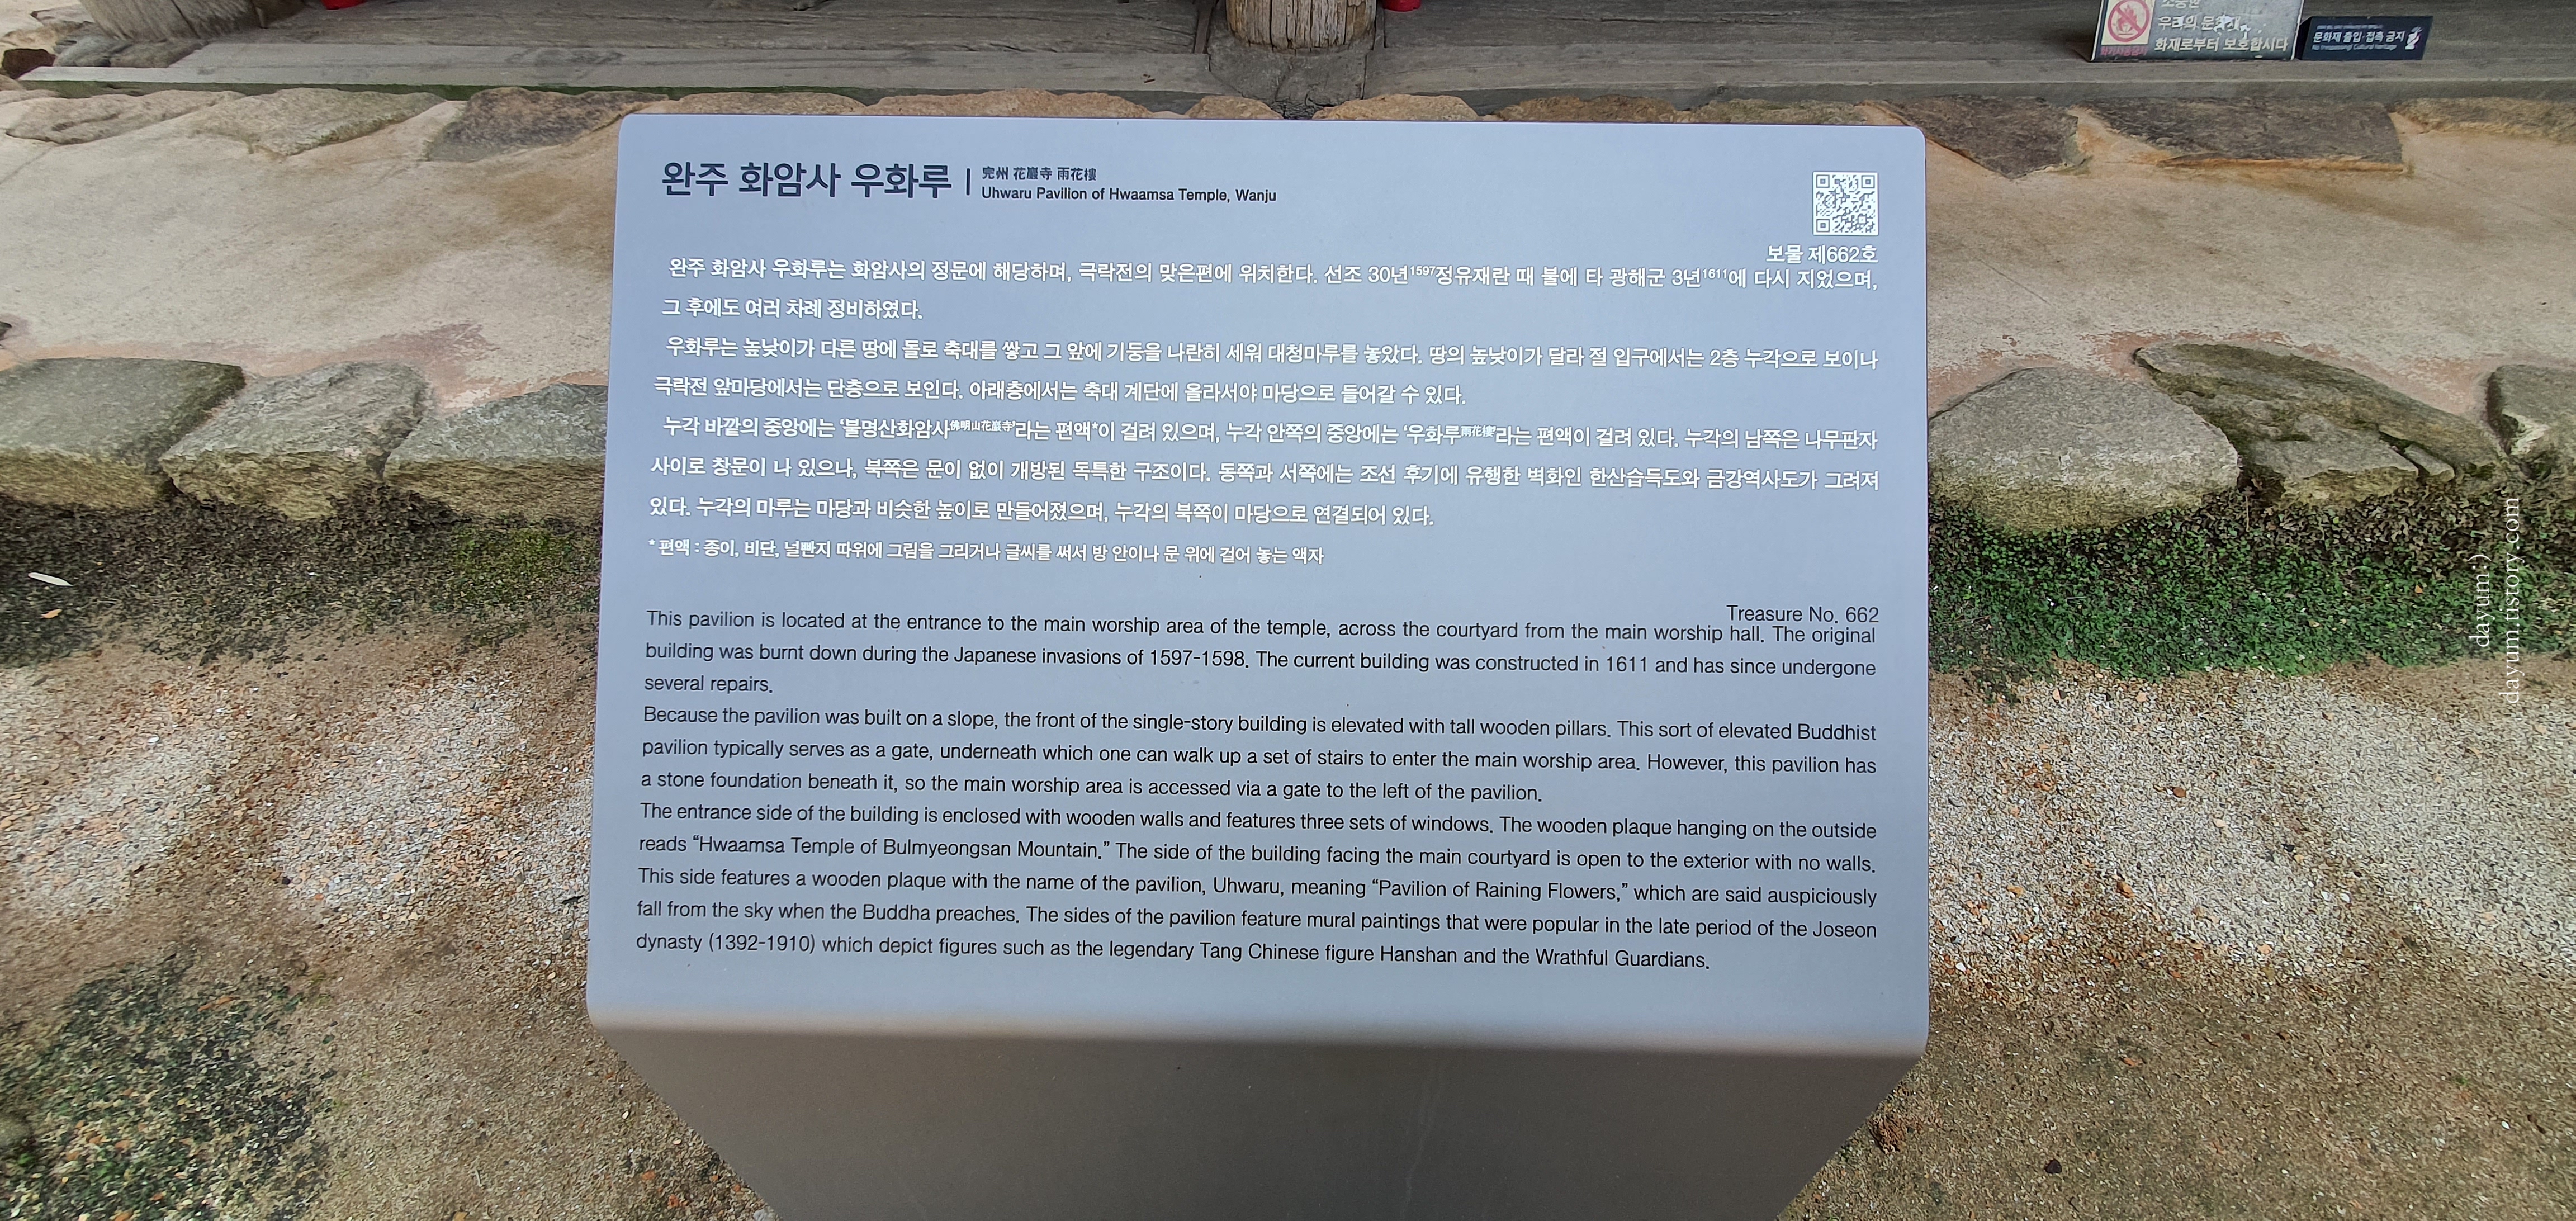 소중한
우리의 문화재
화재로부터 보호합시다
문화재 출입·접촉 금지
No trespassing! Cultural heritage
완주 화암사 우화루
完州 花巖寺 雨花樓
Uhwaru Pavilion of Hwaamsa Temple, Wanju
보물 제662호
완주 화암사 우화루는 화암사의 정문에 해당하며, 극락전의 맞은편에 위치한다. 선조 30년1597정유재란 때 불에 타 광해군 3년1611에 다시 지었으며,
그 후에도 여러 차례 정비하였다.
우화루는 높낮이가 다른 땅에 돌로 축대를 쌓고 그 앞에 기둥을 나란히 세워 대청마루를 놓았다. 땅의 높낮이가 달라 절 입구에서는 2층 누각으로 보이나
극락전 앞마당에서는 단층으로 보인다. 아래층에서는 축대 계단에 올라서야 마당으로 들어갈 수 있다.
누각 바깥의 중앙에는 '불명산화암사佛明山花巖寺'라는 편액*이 걸려 있으며, 누각 안쪽의 중앙에는 '우화루雨花樓'라는 편액이 걸려 있다. 누각의 남쪽은 나무판자
사이로 창문이 나 있으나, 북쪽은 문이 없이 개방된 독특한 구조이다. 동쪽과 서쪽에는 조선 후기에 유행한 벽화인 한산습득도와 금강역사도가 그려져
있다. 누각의 마루는 마당과 비슷한 높이로 만들어졌으며, 누각의 북쪽이 마당으로 연결되어 있다.
* 편액 : 종이, 비단, 널빤지 따위에 그림을 그리거나 글씨를 써서 방 안이나 문 위에 걸어 놓는 액자
Treasure No. 662
This pavilion is located at the entrance to the main worship area of the temple, across the courtyard from the main worship hall. The original
building was burnt down during the Japanese invasions of 1597-1598. The current building was constructed in 1611 and has since undergone
several repairs.
Because the pavilion was built on a slope, the front of the single-story building is elevated with tall wooden pillars. This sort of elevated Buddhist
pavilion typically serves as a gate, underneath which one can walk up a set of stairs to enter the main worship area. However, this pavilion has
a stone foundation beneath it, so the main worship area is accessed via a gate to the left of the pavilion.
The entrance side of the building is enclosed with wooden walls and features three sets of windows. The wooden plaque hanging on the outside
reads “Hwaamsa Temple of Bulmyeongsan Mountain.” The side of the building facing the main courtyard is open to the exterior with no walls.
This side features a wooden plaque with the name of the pavilion, Uhwaru, meaning “Pavilion of Raining Flowers,” which are said auspiciously
fall from the sky when the Buddha preaches. The sides of the pavilion feature mural paintings that were popular in the late period of the Joseon
dynasty (1392-1910) which depict figures such as the legendary Tang Chinese figure Hanshan and the Wrathful Guardians.
dayum:)
dayum.tistory.com